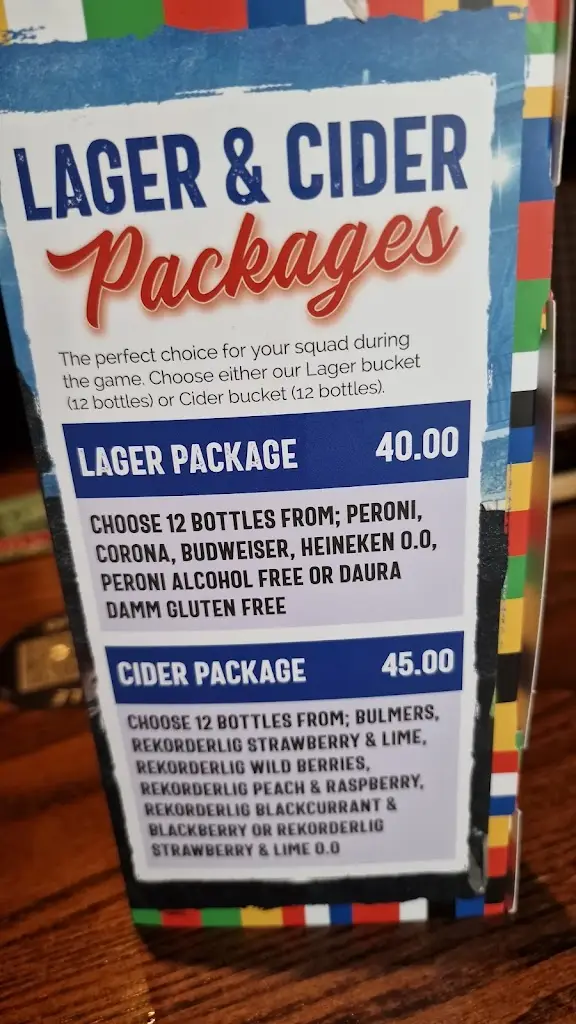 LAGER & CIDER
Packages
The perfect choice for your squad during
the game. Choose either our Lager bucket
(12 bottles) or Cider bucket (12 bottles).
LAGER PACKAGE 40.00
CHOOSE 12 BOTTLES FROM; PERONI,
CORONA, BUDWEISER, HEINEKEN 0.0,
PERONI ALCOHOL FREE OR DAURA
DAMM GLUTEN FREE
CIDER PACKAGE 45.00
CHOOSE 12 BOTTLES FROM; BULMERS,
REKORDERLIG STRAWBERRY & LIME,
REKORDERLIG WILD BERRIES,
REKORDERLIG PEACH & RASPBERRY,
REKORDERLIG BLACKCURRANT &
BLACKBERRY OR REKORDERLIG
STRAWBERRY & LIME 0.0